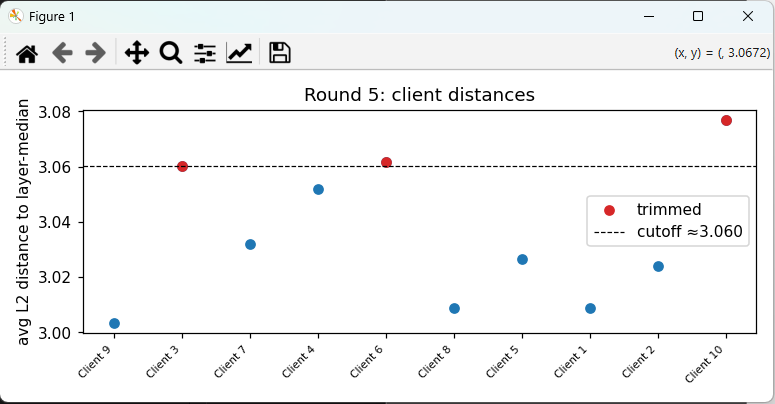 Figure 1
(x, y) = (, 3.0672)
Round 5: client distances
avg L2 distance to layer-median
3.08
3.06
3.04
3.02
3.00
trimmed
cutoff ≈3.060
Client 9
Client 3
Client 7
Client 4
Client 6
Client 8
Client 5
Client 1
Client 2
Client 10